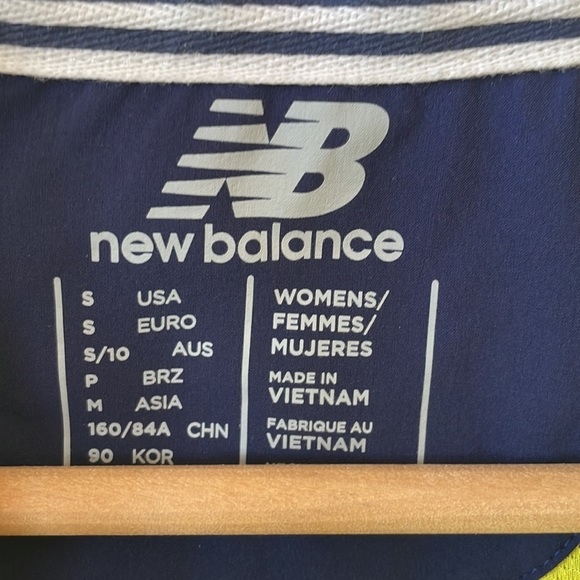 NB
new balance
S USA
S EURO
S/10 AUS
P BRZ
M ASIA
160/84A CHN
90 KOR
WOMENS/
FEMMES/
MUJERES
MADE IN
VIETNAM
FABRIQUE AU
VIETNAM